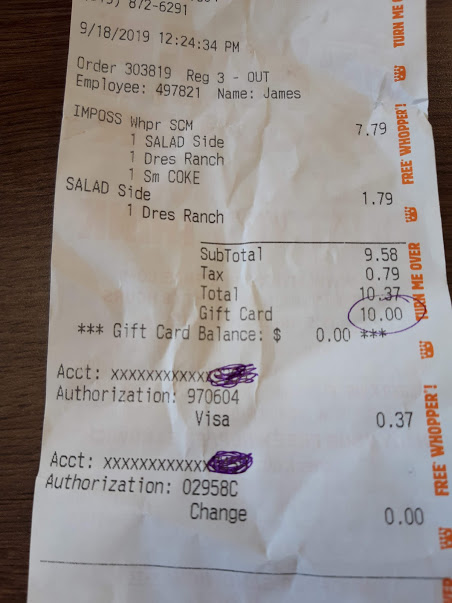 872-6291
9/18/2019 12:24:34 PM
Order 303819 Reg 3 - OUT
Employee: 497821 Name: James
IMPOSS Whpr SCM 7.79
1 SALAD Side
1 Dres Ranch
1 Sm COKE
SALAD Side 1.79
1 Dres Ranch
SubTotal 9.58
Tax 0.79
Total 10.37
Gift Card 10.00
*** Gift Card Balance: $ 0.00 ***
Acct: XXXXXXXXXXXX
Authorization: 970604
Visa 0.37
Acct: XXXXXXXXXXXX
Authorization: 02958C
Change 0.00
TURN ME OVER
FREE WHOPPER!
TURN ME OVER
FREE WHOPPER!